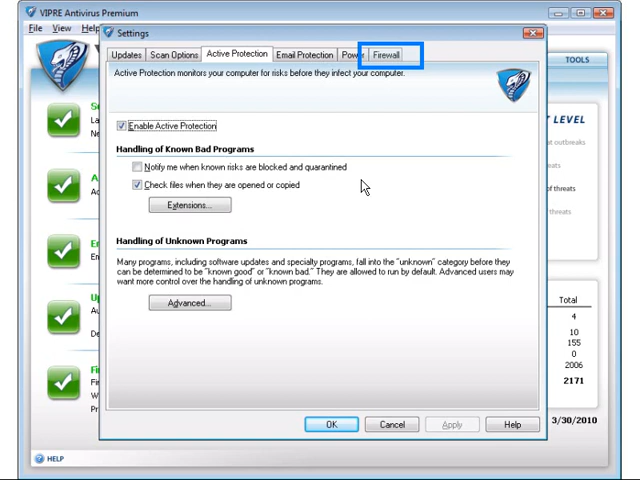 VIPRE Antivirus Premium
File View Help
Settings
Updates Scan Options Active Protection Email Protection Power Firewall
Active Protection monitors your computer for risks before they infect your computer.
TOOLS
Enable Active Protection
LEVEL
Handling of Known Bad Programs
Notify me when known risks are blocked and quarantined
Check files when they are opened or copied
of threats
Extensions...
threats
Handling of Unknown Programs
Many programs, including software updates and specialty programs, fall into the "unknown" category before they
can be determined to be "known good" or "known bad." They are allowed to run by default. Advanced users may
want more control over the handling of unknown programs.
Advanced...
Total
4
10
155
0
2006
2171
OK Cancel Apply Help
3/30/2010
HELP